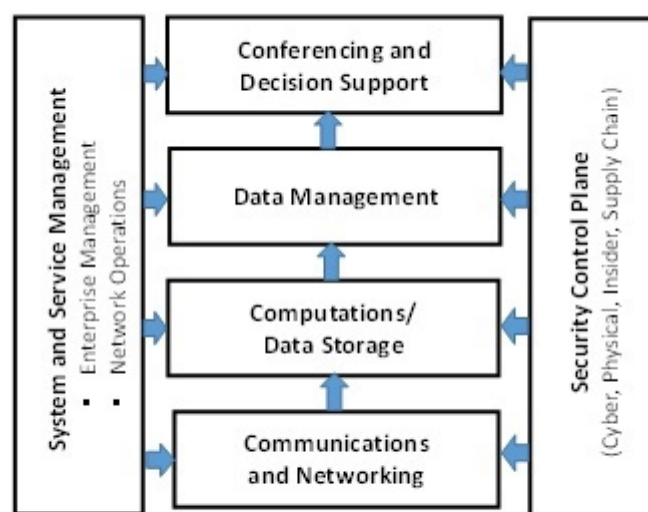 System and Service Management
▪ Enterprise Management
▪ Network Operations
Conferencing and
Decision Support
Data Management
Computations/
Data Storage
Communications
and Networking
Security Control Plane
(Cyber, Physical, Insider, Supply Chain)